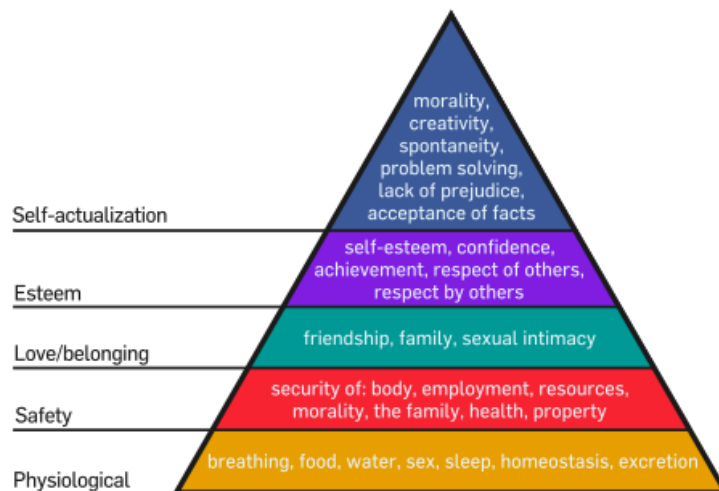 morality,
creativity,
spontaneity,
problem solving,
lack of prejudice,
acceptance of facts
Self-actualization
self-esteem, confidence,
achievement, respect of others,
respect by others
Esteem
friendship, family, sexual intimacy
Love/belonging
security of: body, employment, resources,
morality, the family, health, property
Safety
breathing, food, water, sex, sleep, homeostasis, excretion
Physiological